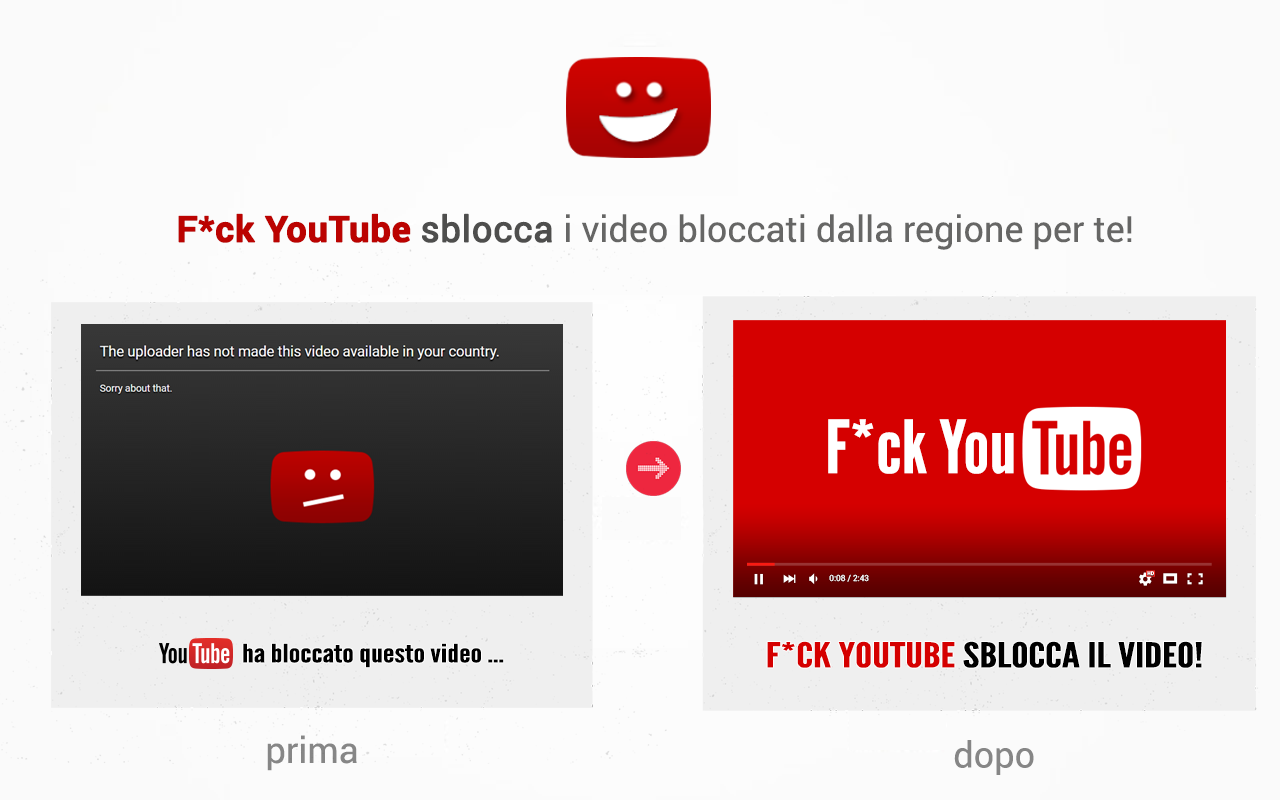 F*ck YouTube sblocca i video bloccati dalla regione per te!
The uploader has not made this video available in your country.
Sorry about that.
YouTube ha bloccato questo video ...
prima
F*ck YouTube
0:08 / 2:43
HD
F*CK YOUTUBE SBLOCCA IL VIDEO!
dopo